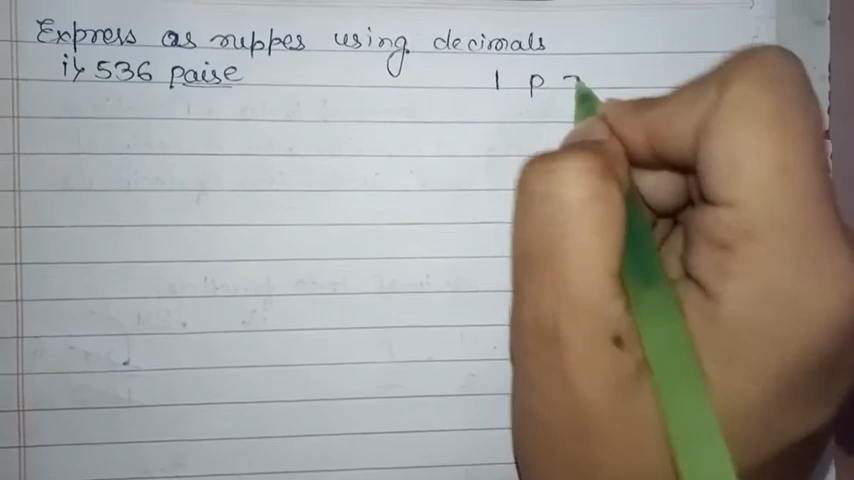 Express as ruppes using decimals
i> 536 paise
1 p =